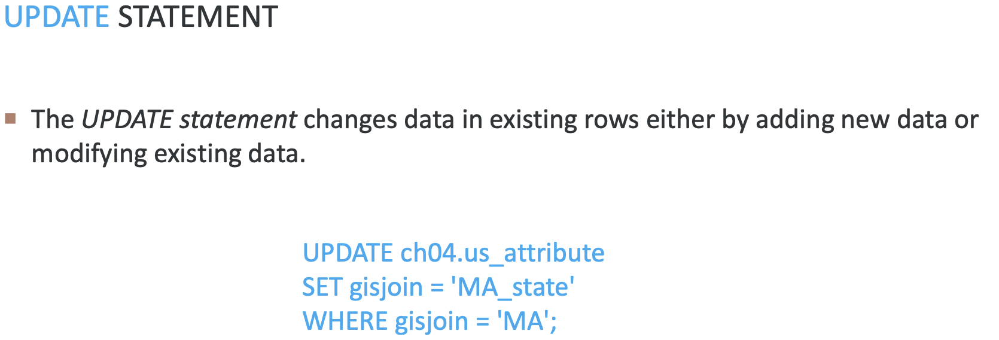 UPDATE STATEMENT
The UPDATE statement changes data in existing rows either by adding new data or
modifying existing data.
UPDATE ch04.us_attribute
SET gisjoin = 'MA_state'
WHERE gisjoin = 'MA';